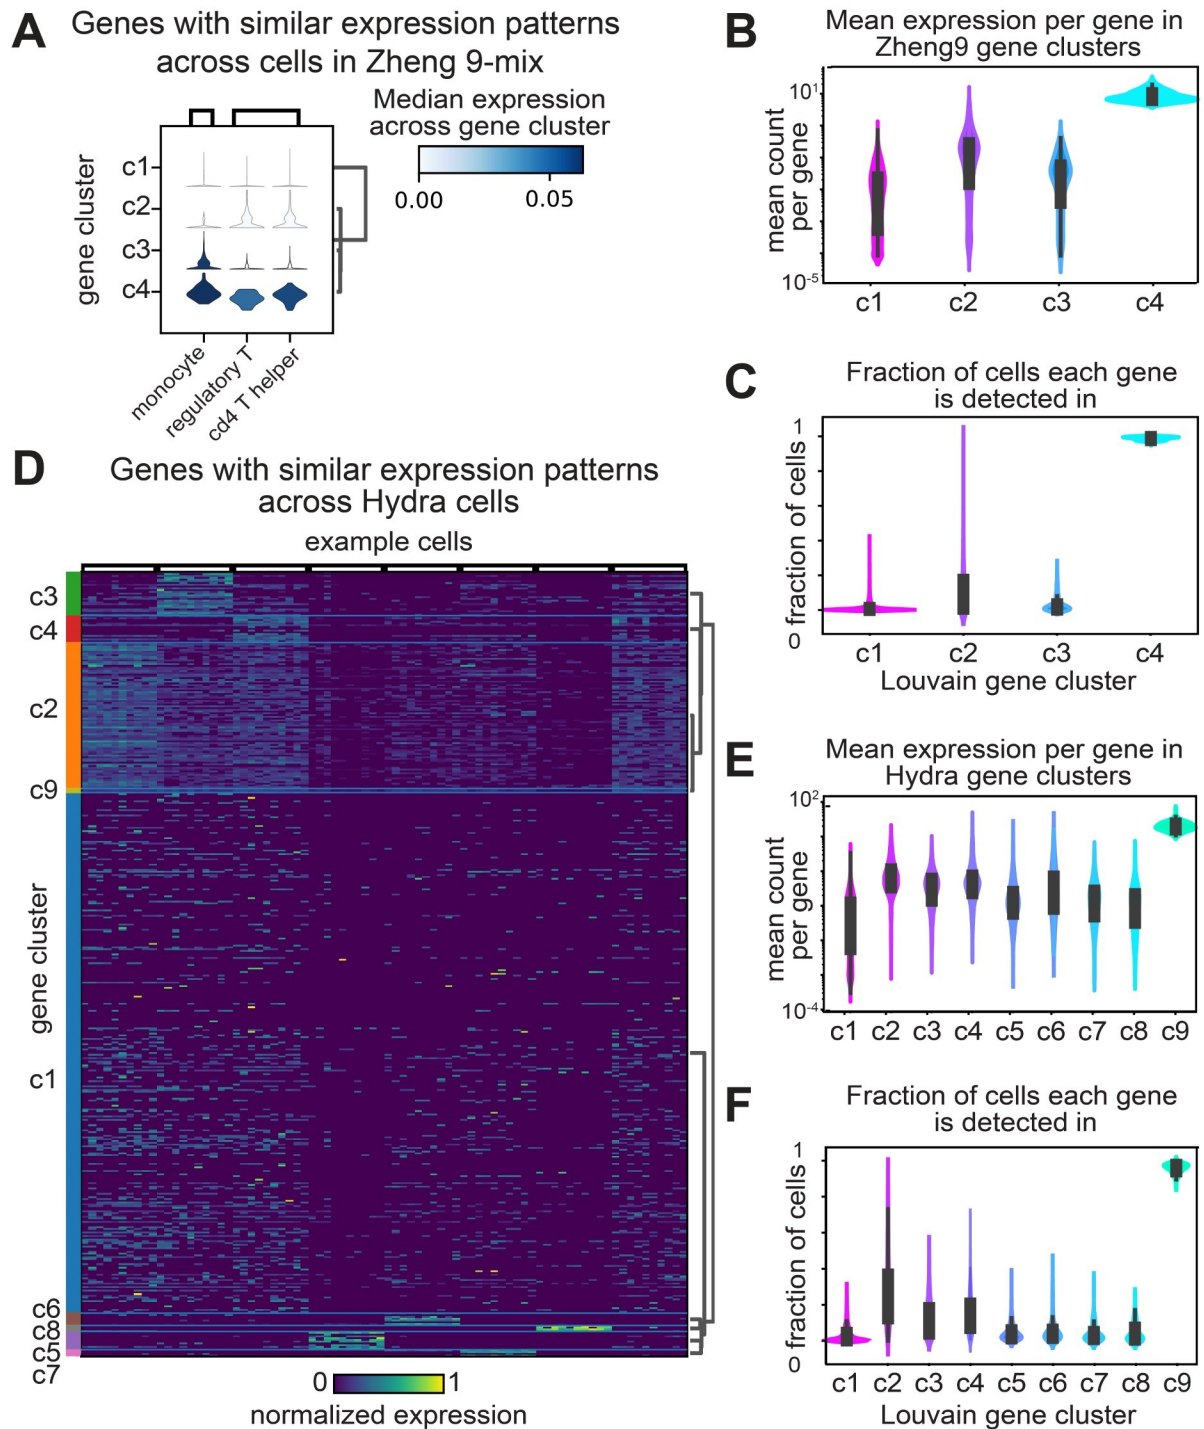 A
Genes with similar expression patterns
across cells in Zheng 9-mix
Median expression
across gene cluster
0.00 0.05
gene cluster
c1
c2
c3
c4
monocyte
regulatory T
cd4 T helper
B
Mean expression per gene in
Zheng9 gene clusters
mean count
per gene
10¹
10⁻⁵
c1 c2 c3 c4
C
Fraction of cells each gene
is detected in
fraction of cells
1
0
c1 c2 c3 c4
Louvain gene cluster
D
Genes with similar expression patterns
across Hydra cells
example cells
gene cluster
c3
c4
c2
c9
c1
c6
c8
c5
c7
0 1
normalized expression
E
Mean expression per gene in
Hydra gene clusters
mean count
per gene
10²
10⁻⁴
c1 c2 c3 c4 c5 c6 c7 c8 c9
F
Fraction of cells each gene
is detected in
fraction of cells
1
0
c1 c2 c3 c4 c5 c6 c7 c8 c9
Louvain gene cluster